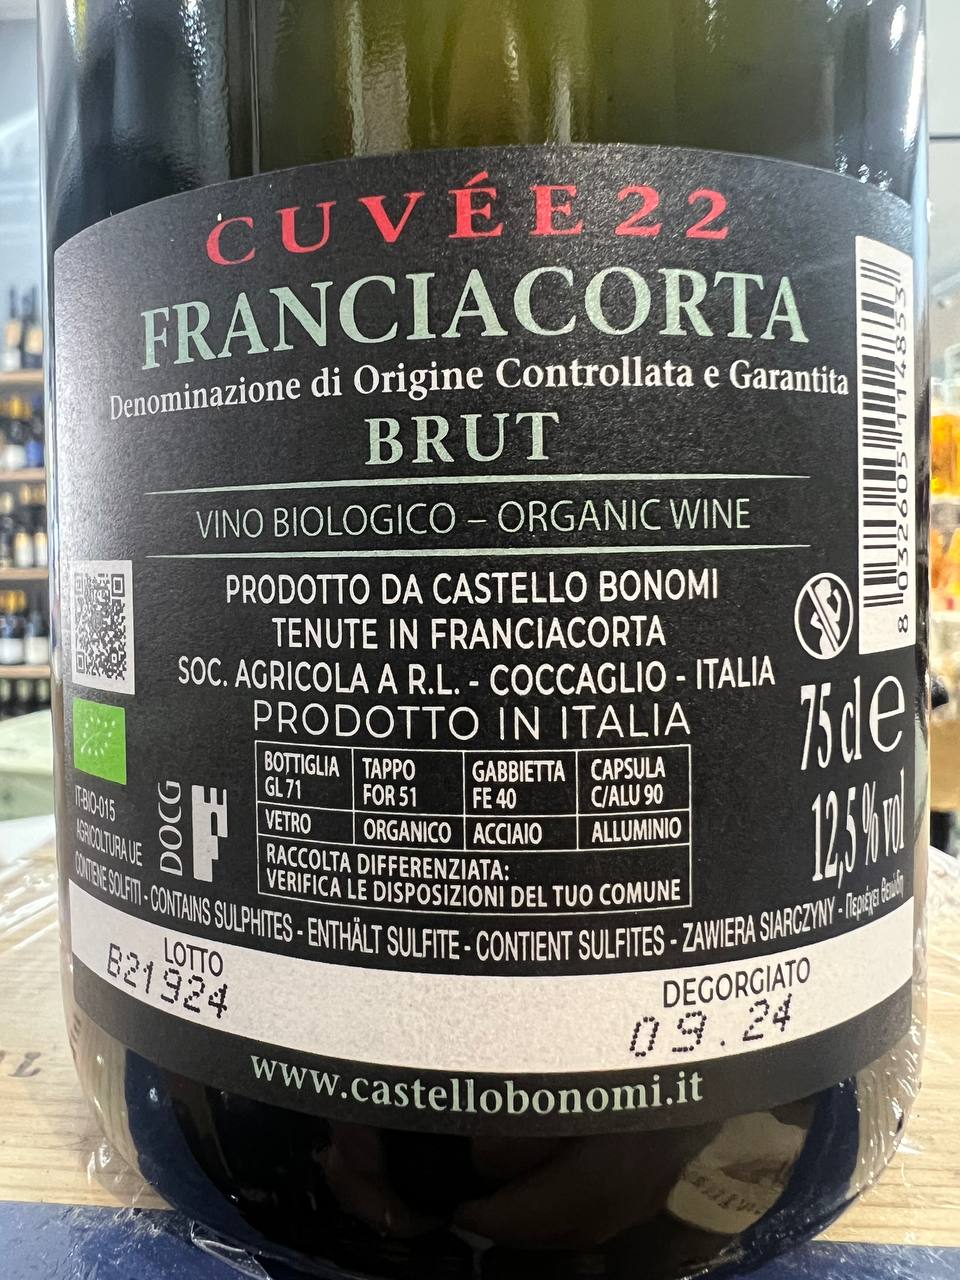 CUVÉE 22
FRANCIACORTA
Denominazione di Origine Controllata e Garantita
BRUT
VINO BIOLOGICO – ORGANIC WINE
PRODOTTO DA CASTELLO BONOMI
TENUTE IN FRANCIACORTA
SOC. AGRICOLA A R.L. - COCCAGLIO - ITALIA
PRODOTTO IN ITALIA
BOTTIGLIA GL 71
TAPPO FOR 51
GABBIETTA FE 40
CAPSULA C/ALU 90
VETRO
ORGANICO
ACCIAIO
ALLUMINIO
RACCOLTA DIFFERENZIATA:
VERIFICA LE DISPOSIZIONI DEL TUO COMUNE
8 032605 114853
75 cl e
12,5 % vol
IT-BIO-015
AGRICOLTURA UE
DOCG
F
CONTIENE SOLFITI - CONTAINS SULPHITES - ENTHÄLT SULFITE - CONTIENT SULFITES - ZAWIERA SIARCZYNY - Περιέχει Θειώδη
LOTTO
B21924
DEGORGIATO
09.24
www.castellobonomi.it